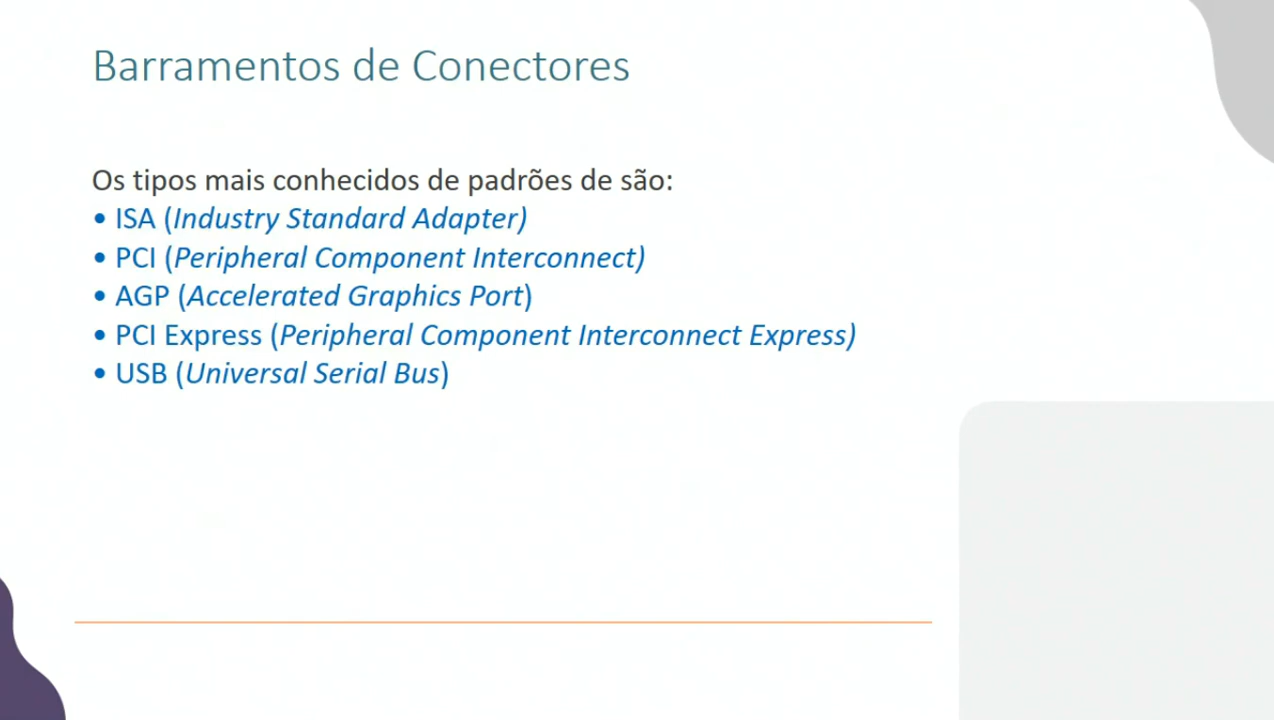 Barramentos de Conectores
Os tipos mais conhecidos de padrões de são:
• ISA (Industry Standard Adapter)
• PCI (Peripheral Component Interconnect)
• AGP (Accelerated Graphics Port)
• PCI Express (Peripheral Component Interconnect Express)
• USB (Universal Serial Bus)